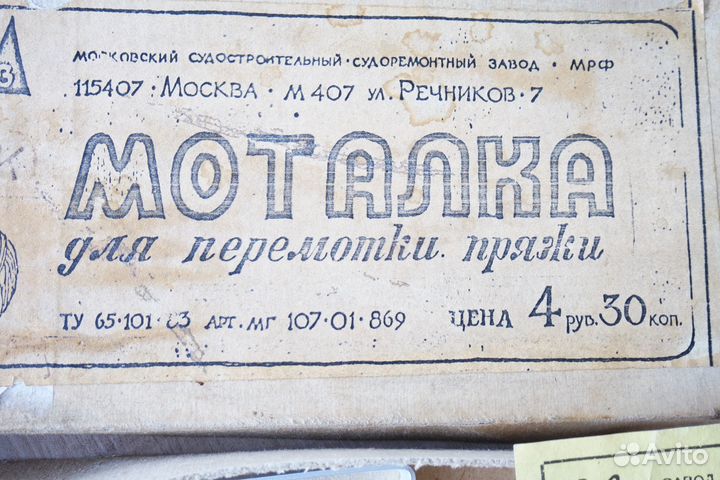 МОСКОВСКИЙ СУДОСТРОИТЕЛЬНЫЙ · СУДОРЕМОНТНЫЙ ЗАВОД · МРФ
115407 · МОСКВА · М 407 УЛ. РЕЧНИКОВ · 7
МОТАЛКА
для перемотки пряжи
ТУ 65·101·83 АРТ. МГ 107·01·869 ЦЕНА 4 РУБ. 30 КОП.
Avito